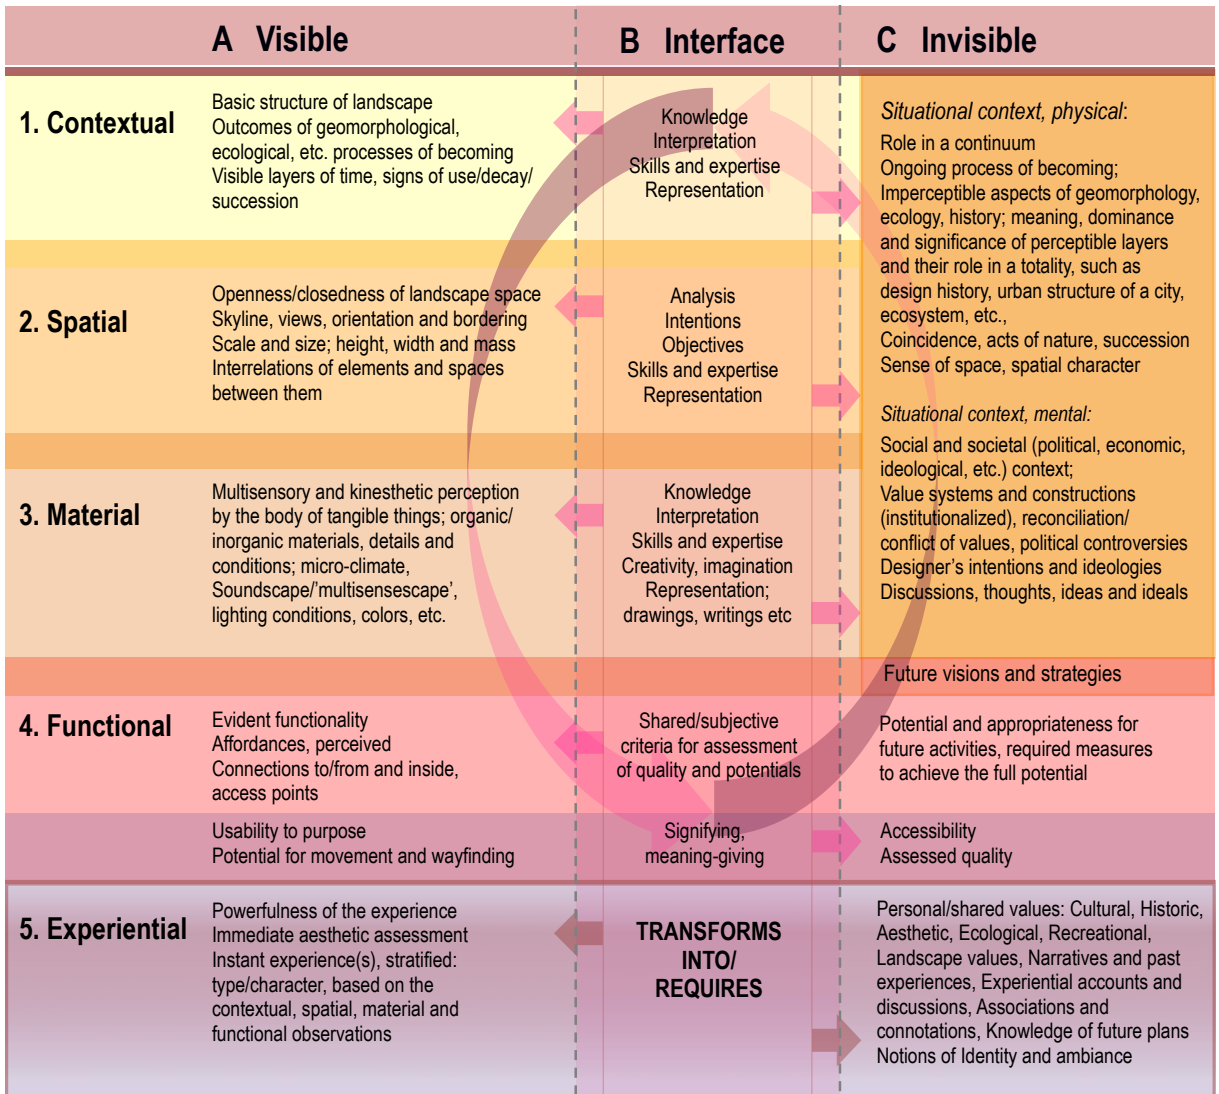 A Visible
B Interface
C Invisible
1. Contextual
Basic structure of landscape
Outcomes of geomorphological,
ecological, etc. processes of becoming
Visible layers of time, signs of use/decay/
succession
Knowledge
Interpretation
Skills and expertise
Representation
Situational context, physical:
Role in a continuum
Ongoing process of becoming;
Imperceptible aspects of geomorphology,
ecology, history; meaning, dominance
and significance of perceptible layers
and their role in a totality, such as
design history, urban structure of a city,
ecosystem, etc.,
Coincidence, acts of nature, succession
Sense of space, spatial character
Situational context, mental:
Social and societal (political, economic,
ideological, etc.) context;
Value systems and constructions
(institutionalized), reconciliation/
conflict of values, political controversies
Designer's intentions and ideologies
Discussions, thoughts, ideas and ideals
2. Spatial
Openness/closedness of landscape space
Skyline, views, orientation and bordering
Scale and size; height, width and mass
Interrelations of elements and spaces
between them
Analysis
Intentions
Objectives
Skills and expertise
Representation
3. Material
Multisensory and kinesthetic perception
by the body of tangible things; organic/
inorganic materials, details and
conditions; micro-climate,
Soundscape/'multisensescape',
lighting conditions, colors, etc.
Knowledge
Interpretation
Skills and expertise
Creativity, imagination
Representation;
drawings, writings etc
Future visions and strategies
4. Functional
Evident functionality
Affordances, perceived
Connections to/from and inside,
access points
Shared/subjective
criteria for assessment
of quality and potentials
Potential and appropriateness for
future activities, required measures
to achieve the full potential
Usability to purpose
Potential for movement and wayfinding
Signifying,
meaning-giving
Accessibility
Assessed quality
5. Experiential
Powerfulness of the experience
Immediate aesthetic assessment
Instant experience(s), stratified:
type/character, based on the
contextual, spatial, material and
functional observations
TRANSFORMS
INTO/
REQUIRES
Personal/shared values: Cultural, Historic,
Aesthetic, Ecological, Recreational,
Landscape values, Narratives and past
experiences, Experiential accounts and
discussions, Associations and
connotations, Knowledge of future plans
Notions of Identity and ambiance